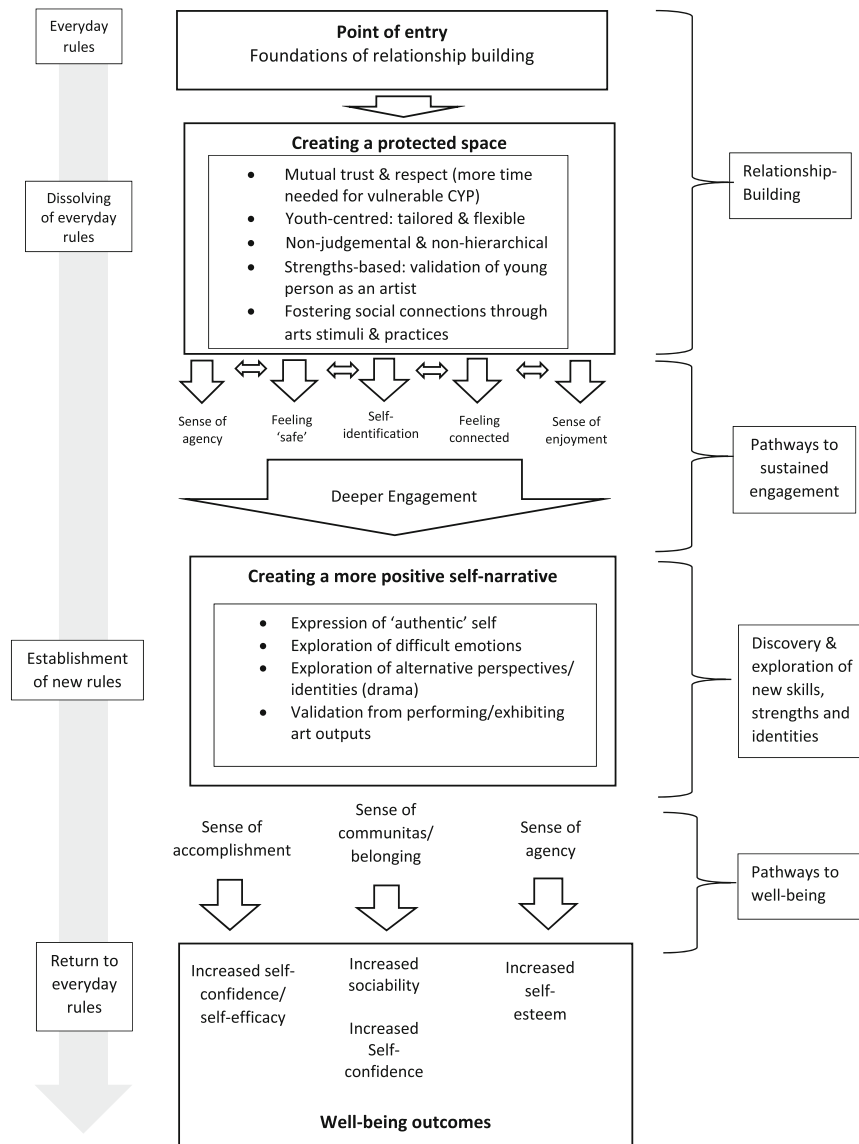 Everyday
rules
Point of entry
Foundations of relationship building
Creating a protected space
• Mutual trust & respect (more time
needed for vulnerable CYP)
• Youth-centred: tailored & flexible
• Non-judgemental & non-hierarchical
• Strengths-based: validation of young
person as an artist
• Fostering social connections through
arts stimuli & practices
Dissolving
of everyday
rules
Relationship-
Building
Sense of
agency
Feeling
‘safe’
Self-
identification
Feeling
connected
Sense of
enjoyment
Deeper Engagement
Pathways to
sustained
engagement
Creating a more positive self-narrative
• Expression of ‘authentic’ self
• Exploration of difficult emotions
• Exploration of alternative perspectives/
identities (drama)
• Validation from performing/exhibiting
art outputs
Establishment
of new rules
Discovery &
exploration of
new skills,
strengths and
identities
Sense of
accomplishment
Sense of
communitas/
belonging
Sense of
agency
Pathways to
well-being
Return to
everyday
rules
Increased self-
confidence/
self-efficacy
Increased
sociability
Increased
Self-
confidence
Increased
self-
esteem
Well-being outcomes